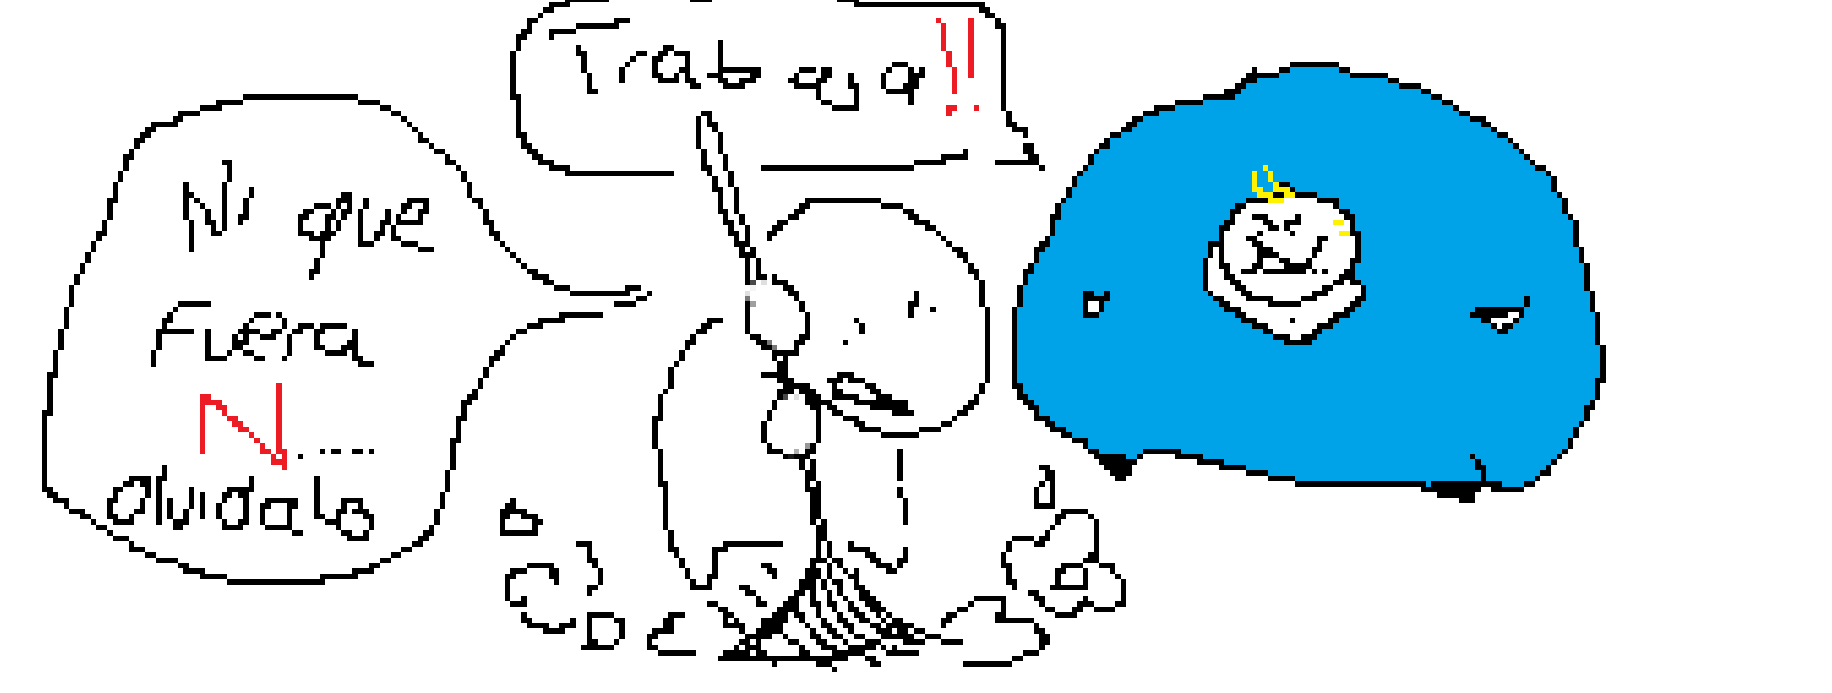 Trabaja!!
Ni que
Fuera
N.....
olvidalo